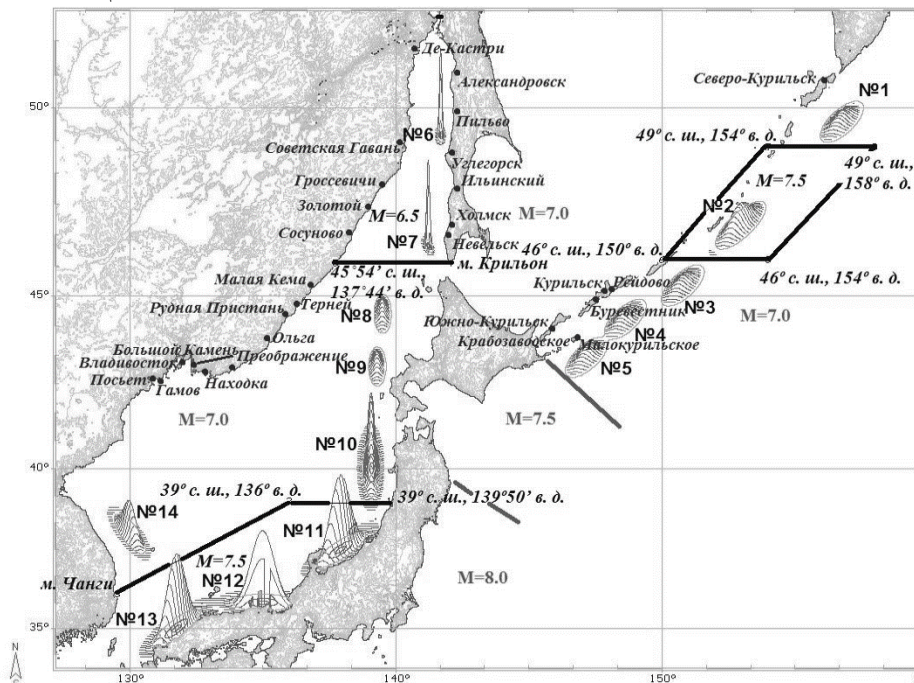 Де-Кастри
Северо-Курильск
№1
Александровск
50°
Пильво
№6
49° с. ш., 154° в. д.
Советская Гавань
Углегорск
49° с. ш.,
158° в. д.
M=7.5
Гроссевичи
Ильинский
Золотой
M=6.5
Холмск
M=7.0
№2
Сосуново
№7
Невельск
46° с. ш., 150° в. д.
45°54’ с. ш.,
137°44’ в. д.
м. Крильон
46° с. ш., 154° в. д.
Малая Кема
Курильск
Рейдово
№3
45°
Рудная Пристань
Терней
№8
Буревестник
M=7.0
Южно-Курильск
№4
Ольга
Крабозаводское
Малокурильское
Большой Камень
Преображение
Владивосток
№9
№5
Посьет
Гамов
Находка
M=7.0
M=7.5
№10
40°
39° с. ш., 136° в. д.
39° с. ш., 139°50’ в. д.
№14
№11
M=7.5
м. Чанги
№12
M=8.0
№13
35°
N
130°
140°
150°